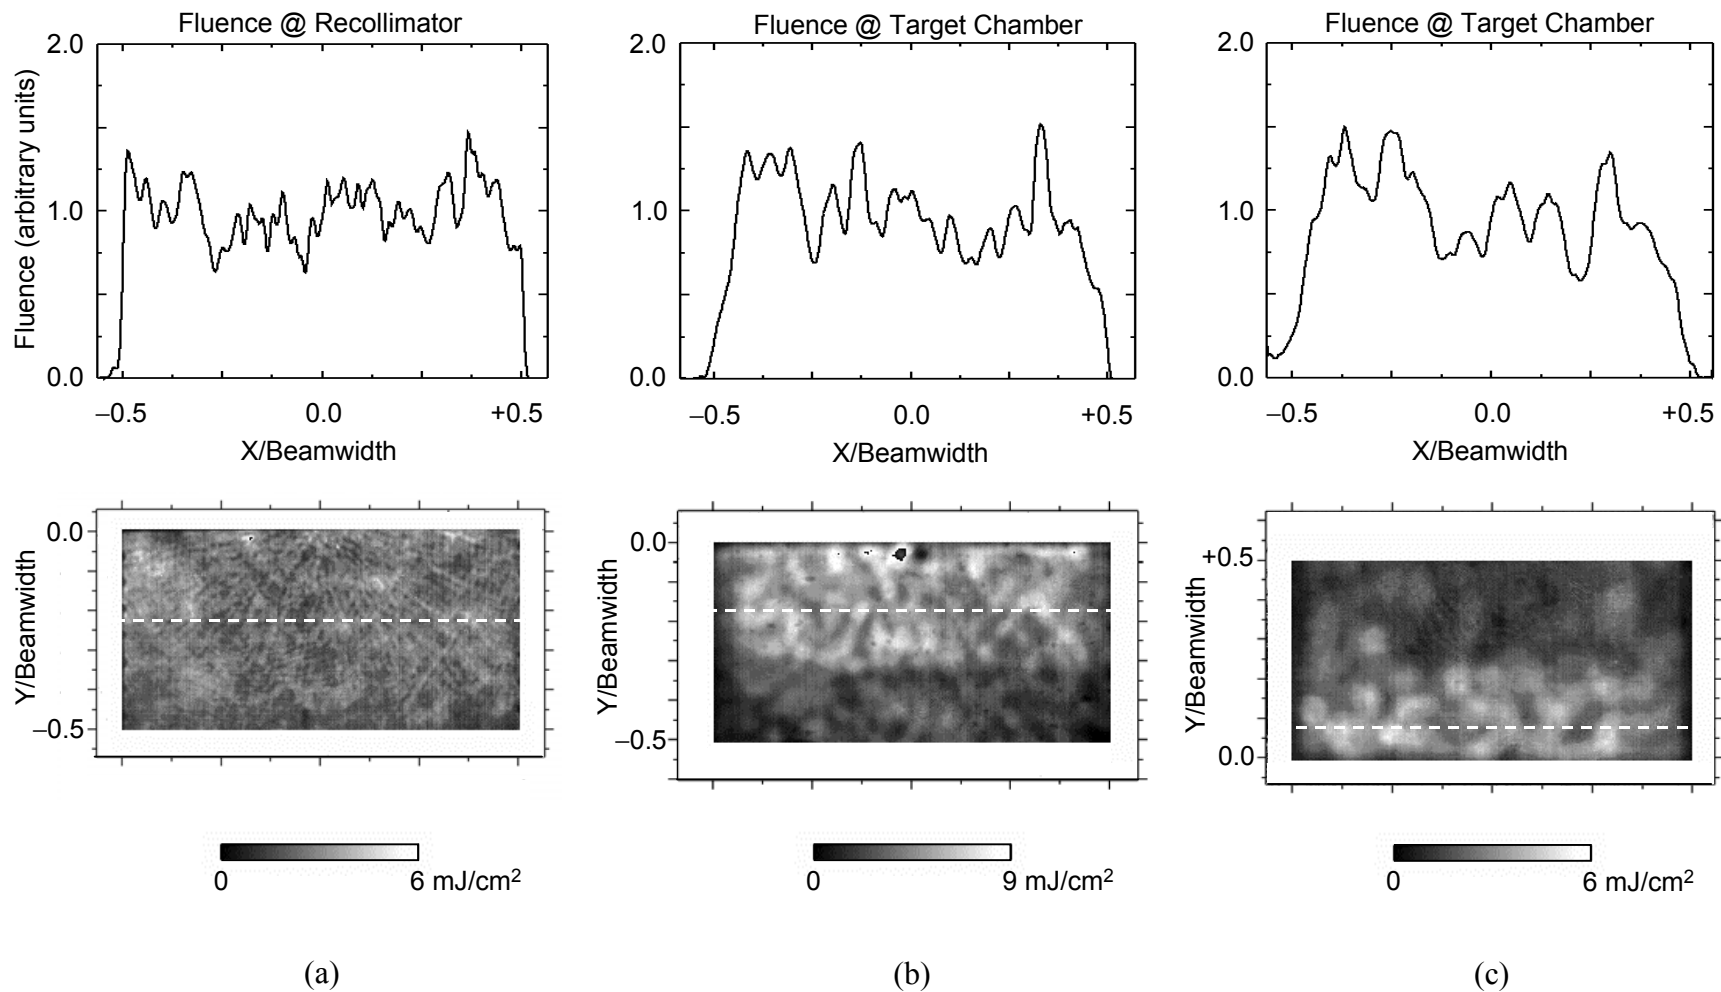 Fluence @ Recollimator
Fluence @ Target Chamber
Fluence @ Target Chamber
Fluence (arbitrary units)
2.0
1.0
0.0
−0.5
0.0
+0.5
X/Beamwidth
2.0
1.0
0.0
−0.5
0.0
+0.5
X/Beamwidth
2.0
1.0
0.0
−0.5
0.0
+0.5
X/Beamwidth
Y/Beamwidth
0.0
−0.5
Y/Beamwidth
0.0
−0.5
Y/Beamwidth
+0.5
0.0
0
6 mJ/cm²
0
9 mJ/cm²
0
6 mJ/cm²
(a)
(b)
(c)